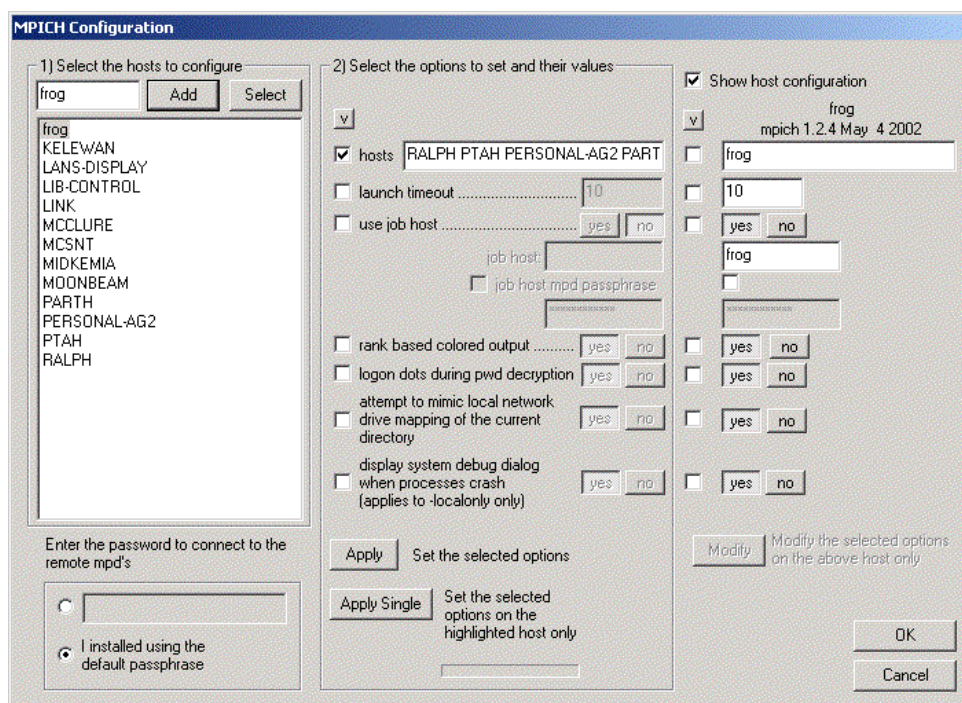 MPICH Configuration
1) Select the hosts to configure
frog
Add
Select
frog
KELEWAN
LANS-DISPLAY
LIB-CONTROL
LINK
MCCLURE
MCSNT
MIDKEMIA
MOONBEAM
PARTH
PERSONAL-AG2
PTAH
RALPH
Enter the password to connect to the
remote mpd's
I installed using the
default passphrase
2) Select the options to set and their values
v
hosts RALPH PTAH PERSONAL-AG2 PART
launch timeout .............................. 10
use job host .................................. yes no
job host:
job host mpd passphrase
************
rank based colored output .......... yes no
logon dots during pwd decryption yes no
attempt to mimic local network
drive mapping of the current
directory
yes no
display system debug dialog
when processes crash
(applies to -localonly only)
yes no
Apply
Set the selected options
Apply Single
Set the selected
options on the
highlighted host only
Show host configuration
v
frog
mpich 1.2.4 May 4 2002
frog
10
yes no
frog
************
yes no
yes no
yes no
yes no
Modify
Modify the selected options
on the above host only
OK
Cancel